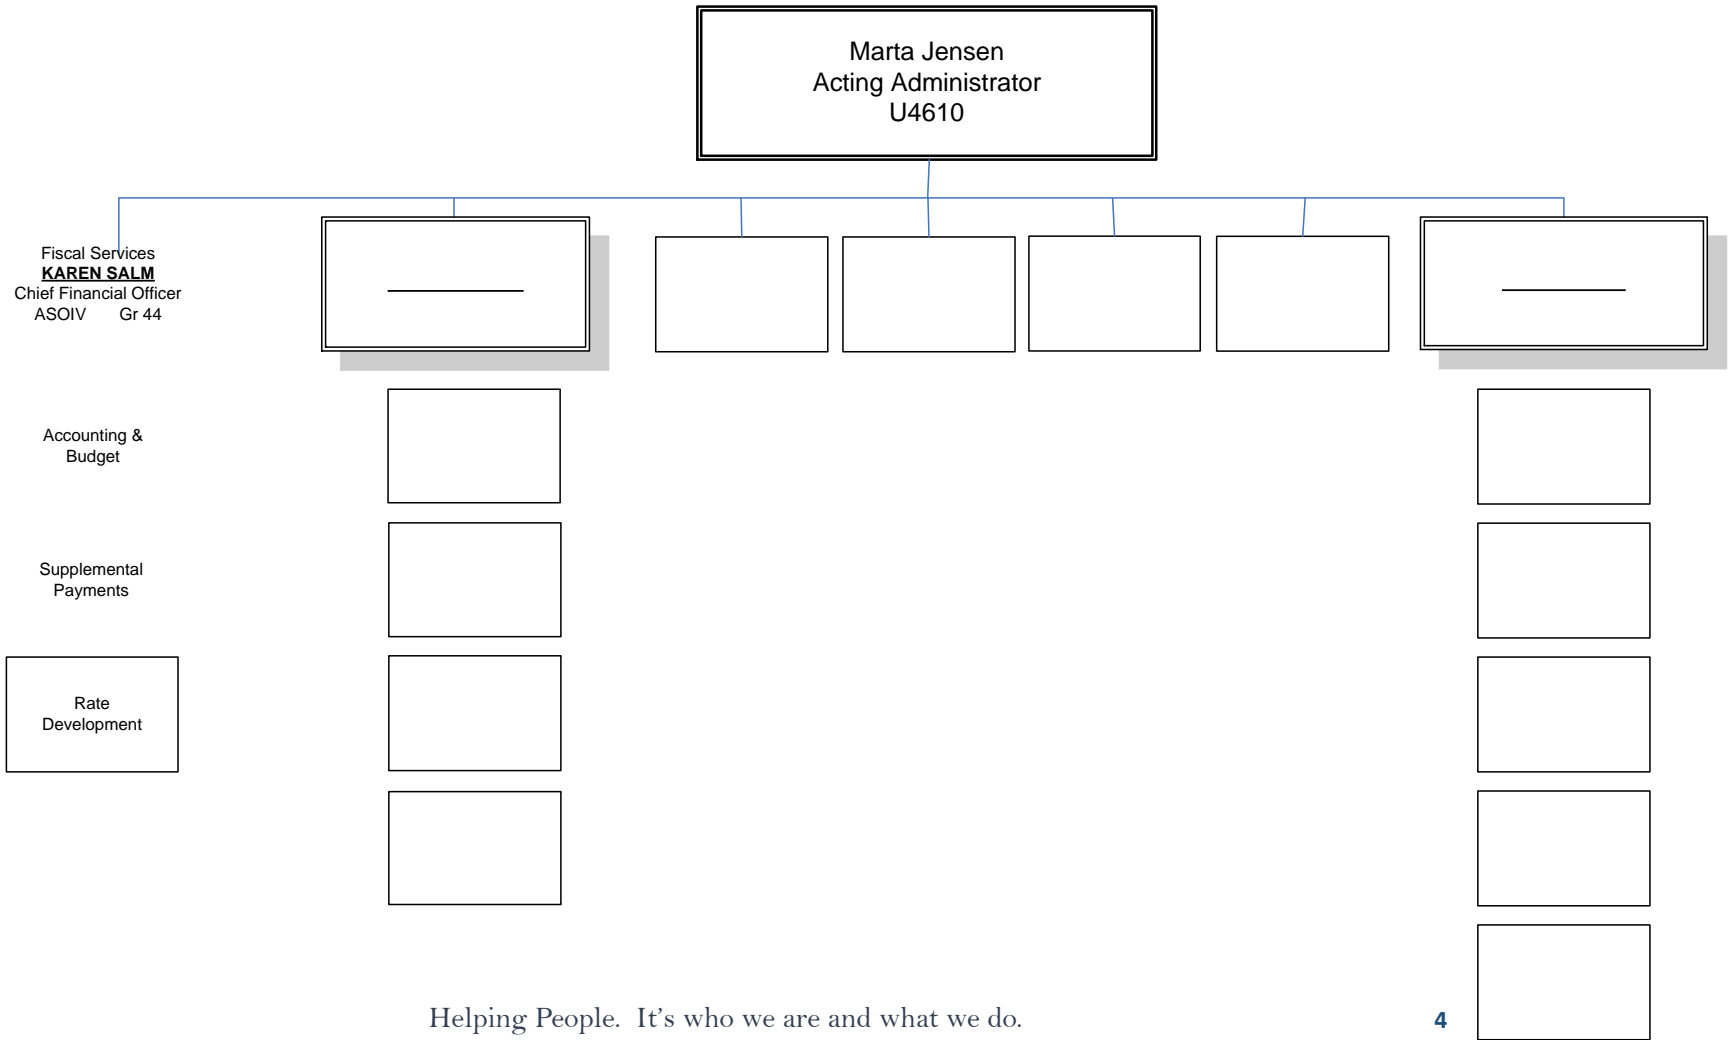 Marta Jensen
Acting Administrator
U4610
Fiscal Services
KAREN SALM
Chief Financial Officer
ASOIV Gr 44
Accounting &
Budget
Supplemental
Payments
Rate
Development
Helping People. It's who we are and what we do.
4